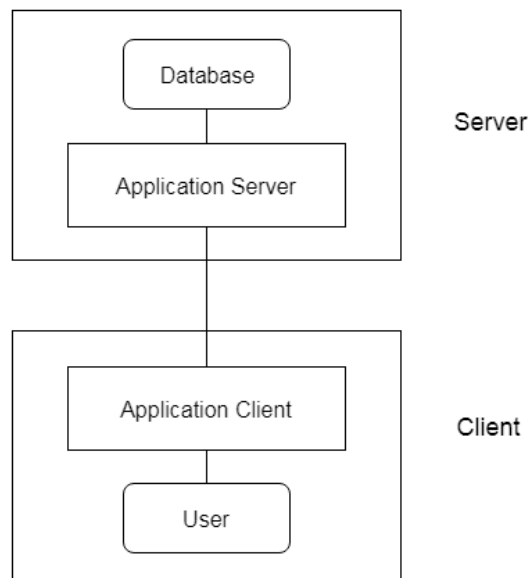 Database
Server
Application Server
Application Client
Client
User